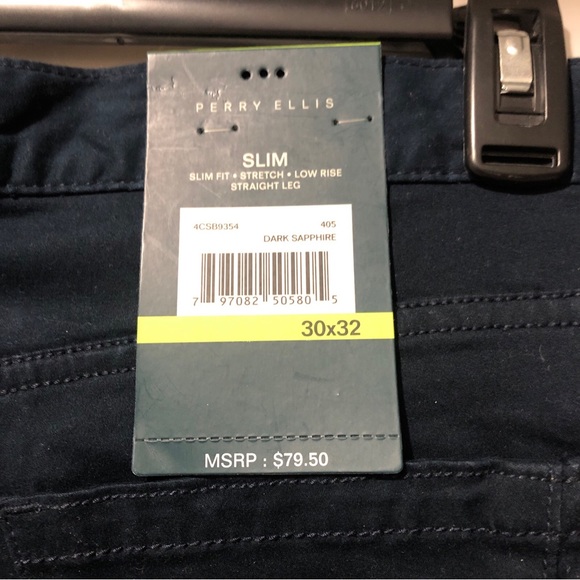 PERRY ELLIS
SLIM
SLIM FIT • STRETCH • LOW RISE
STRAIGHT LEG
4CSB9354 405
DARK SAPPHIRE
7 97082 50580 5
30x32
MSRP : $79.50